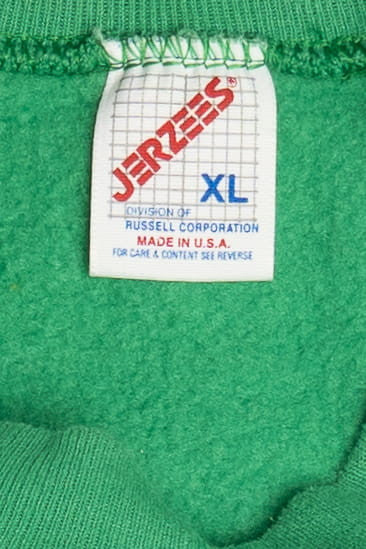 JERZEES®
XL
DIVISION OF
RUSSELL CORPORATION
MADE IN U.S.A.
FOR CARE & CONTENT SEE REVERSE